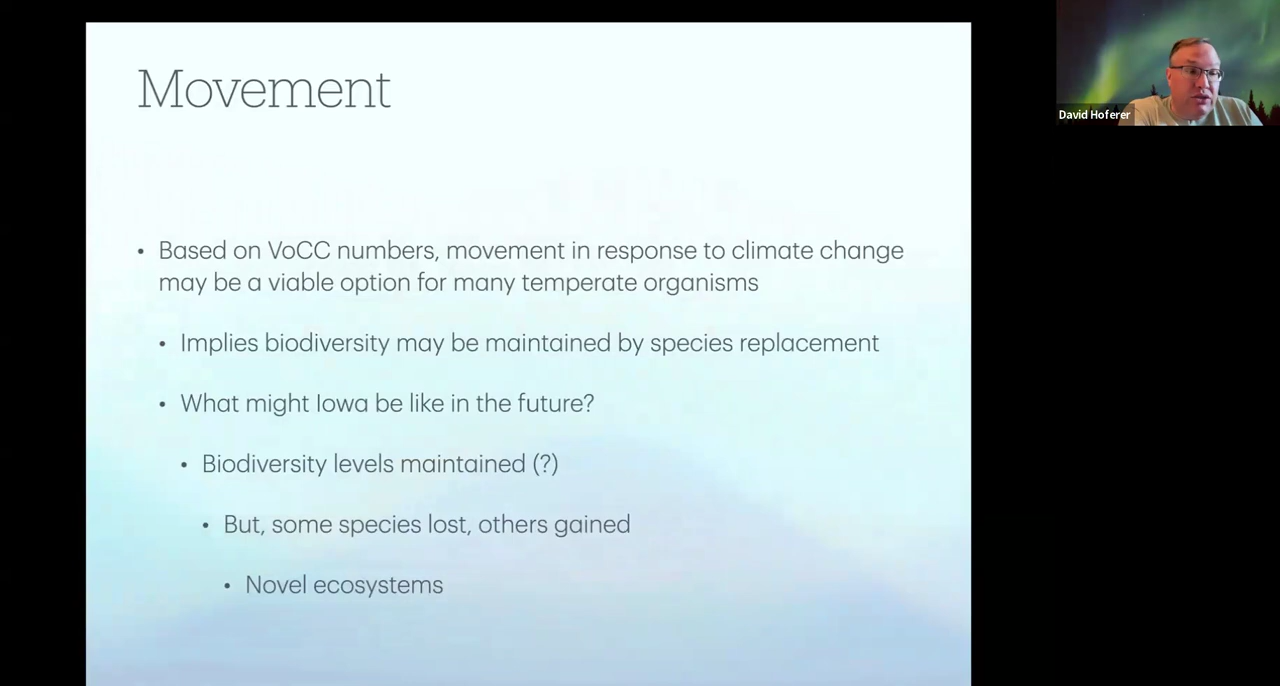 Movement
• Based on VoCC numbers, movement in response to climate change
may be a viable option for many temperate organisms
• Implies biodiversity may be maintained by species replacement
• What might Iowa be like in the future?
• Biodiversity levels maintained (?)
• But, some species lost, others gained
• Novel ecosystems
David Hoferer